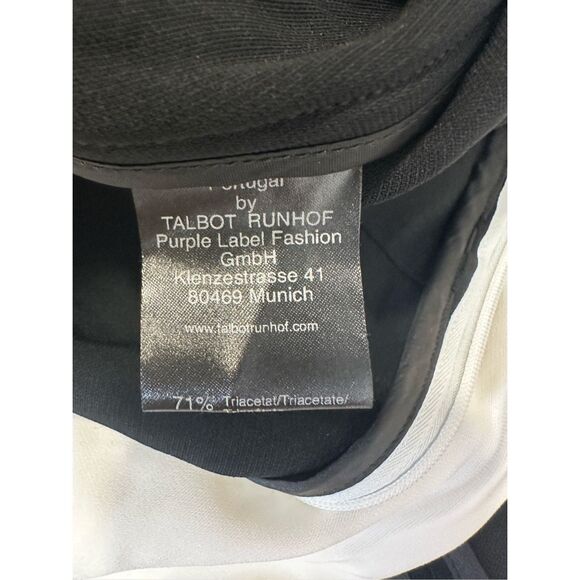 Portugal
by
TALBOT RUNHOF
Purple Label Fashion
GmbH
Klenzestrasse 41
80469 Munich
www.talbotrunhof.com
71% Triacetat/Triacetate/